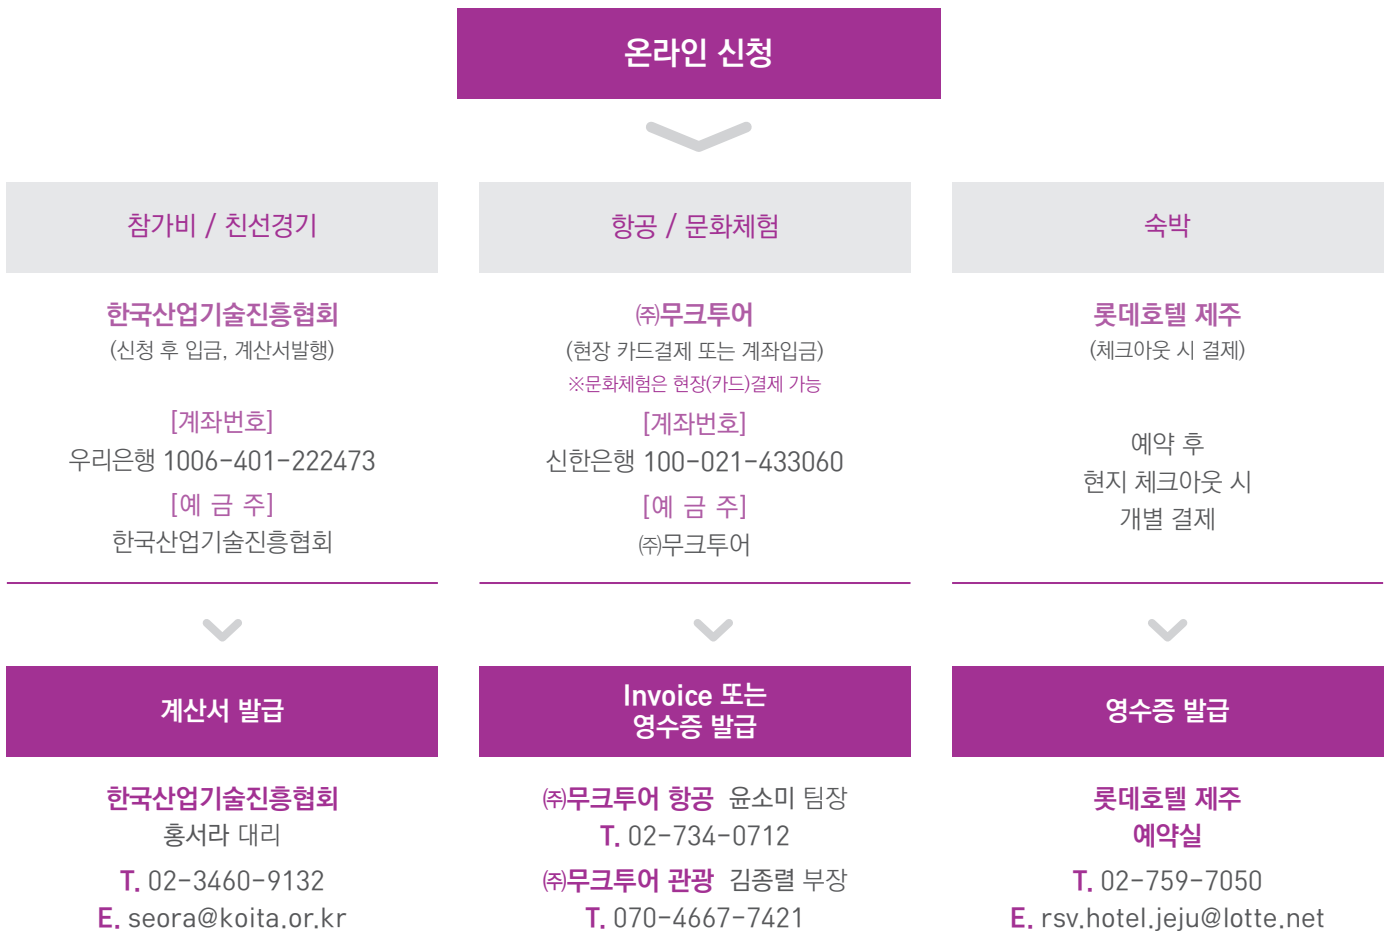 온라인 신청
참가비 / 친선경기
한국산업기술진흥협회
(신청 후 입금, 계산서발행)
[계좌번호]
우리은행 1006-401-222473
[예 금 주]
한국산업기술진흥협회
계산서 발급
한국산업기술진흥협회
홍서라 대리
T. 02-3460-9132
E. seora@koita.or.kr
항공 / 문화체험
㈜무크투어
(현장 카드결제 또는 계좌입금)
※문화체험은 현장(카드)결제 가능
[계좌번호]
신한은행 100-021-433060
[예 금 주]
㈜무크투어
Invoice 또는
영수증 발급
㈜무크투어 항공 윤소미 팀장
T. 02-734-0712
㈜무크투어 관광 김종렬 부장
T. 070-4667-7421
숙박
롯데호텔 제주
(체크아웃 시 결제)
예약 후
현지 체크아웃 시
개별 결제
영수증 발급
롯데호텔 제주
예약실
T. 02-759-7050
E. rsv.hotel.jeju@lotte.net